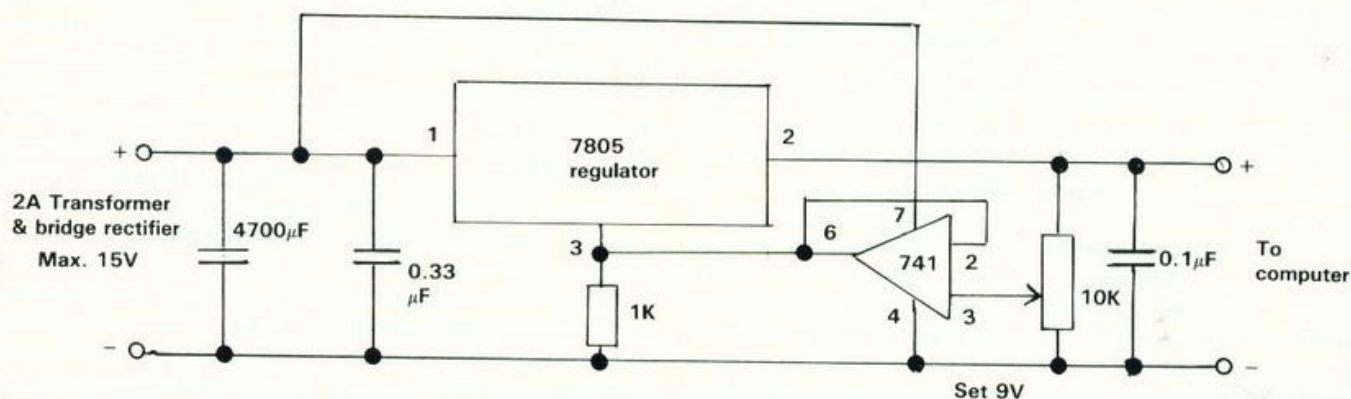 1
7805
regulator
2
+
+
2A Transformer
& bridge rectifier
Max. 15V
4700μF
0.33
μF
3
1K
6
7
741
2
4
3
10K
0.1μF
To
computer
-
-
Set 9V